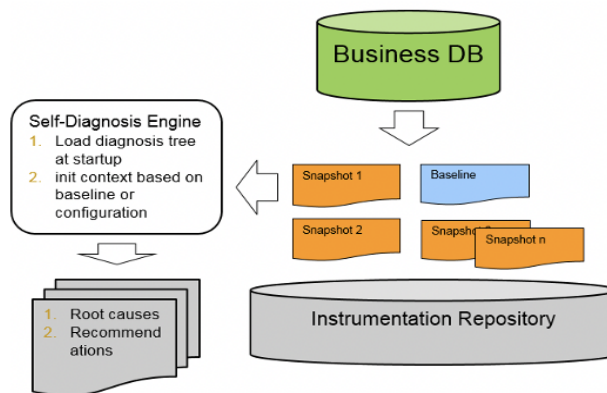 Business DB
Self-Diagnosis Engine
1. Load diagnosis tree
at startup
2. init context based on
baseline or
configuration
Snapshot 1
Baseline
Snapshot 2
Snapshot
Snapshot n
1. Root causes
2. Recommend
ations
Instrumentation Repository